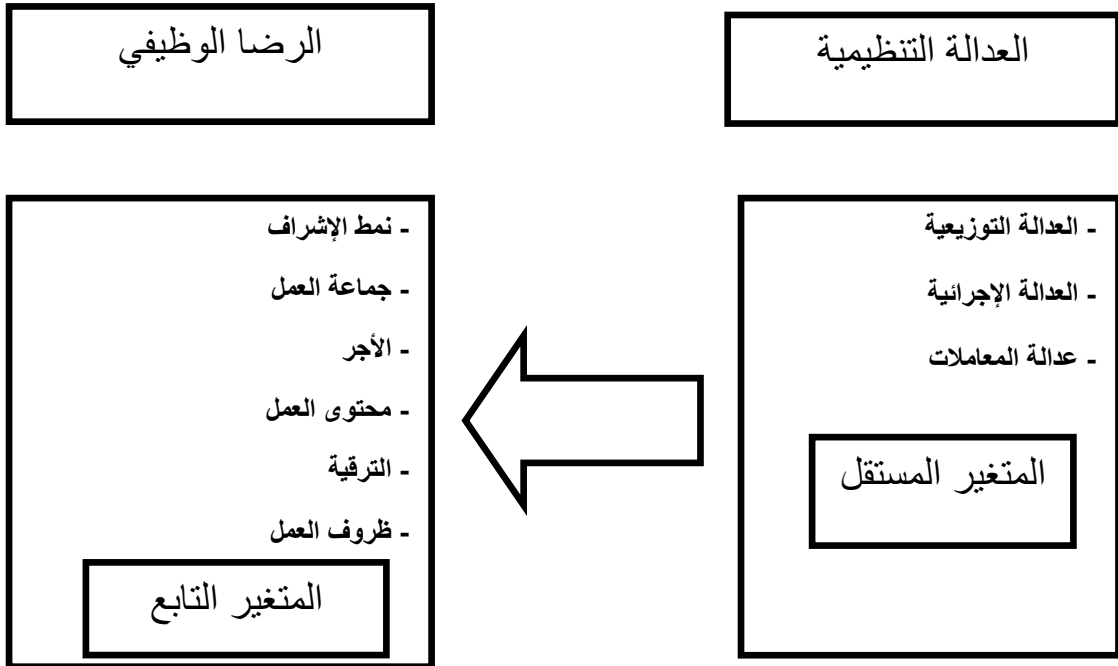 العدالة التنظيمية
الرضا الوظيفي
- العدالة التوزيعية
- العدالة الإجرائية
- عدالة المعاملات
المتغير المستقل
- نمط الإشراف
- جماعة العمل
- الأجر
- محتوى العمل
- الترقية
- ظروف العمل
المتغير التابع